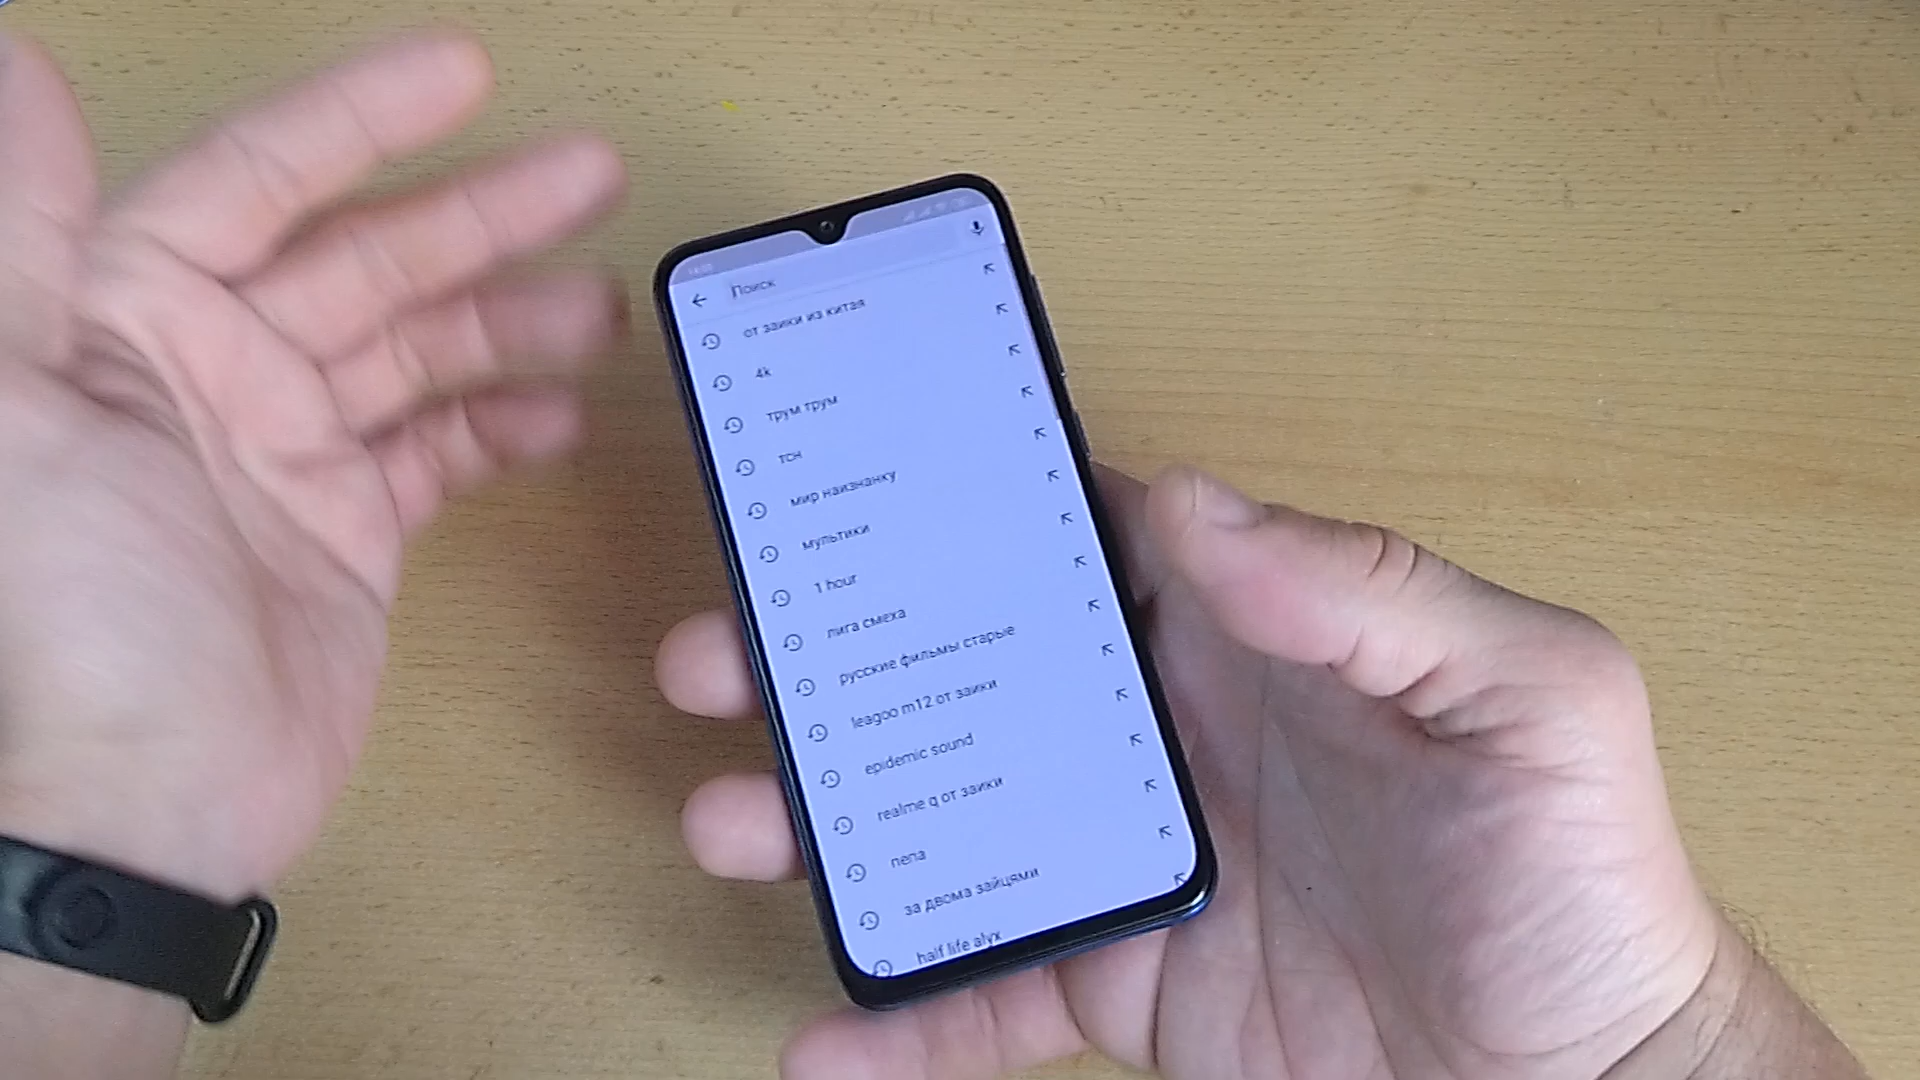 Поиск
от заики из китая
4k
трум трум
тсн
мир наизнанку
мультики
1 hour
лига смеха
русские фильмы старые
leagoo m12 от заики
epidemic sound
realme q от заики
пепа
за двома зайцями
half life alyx